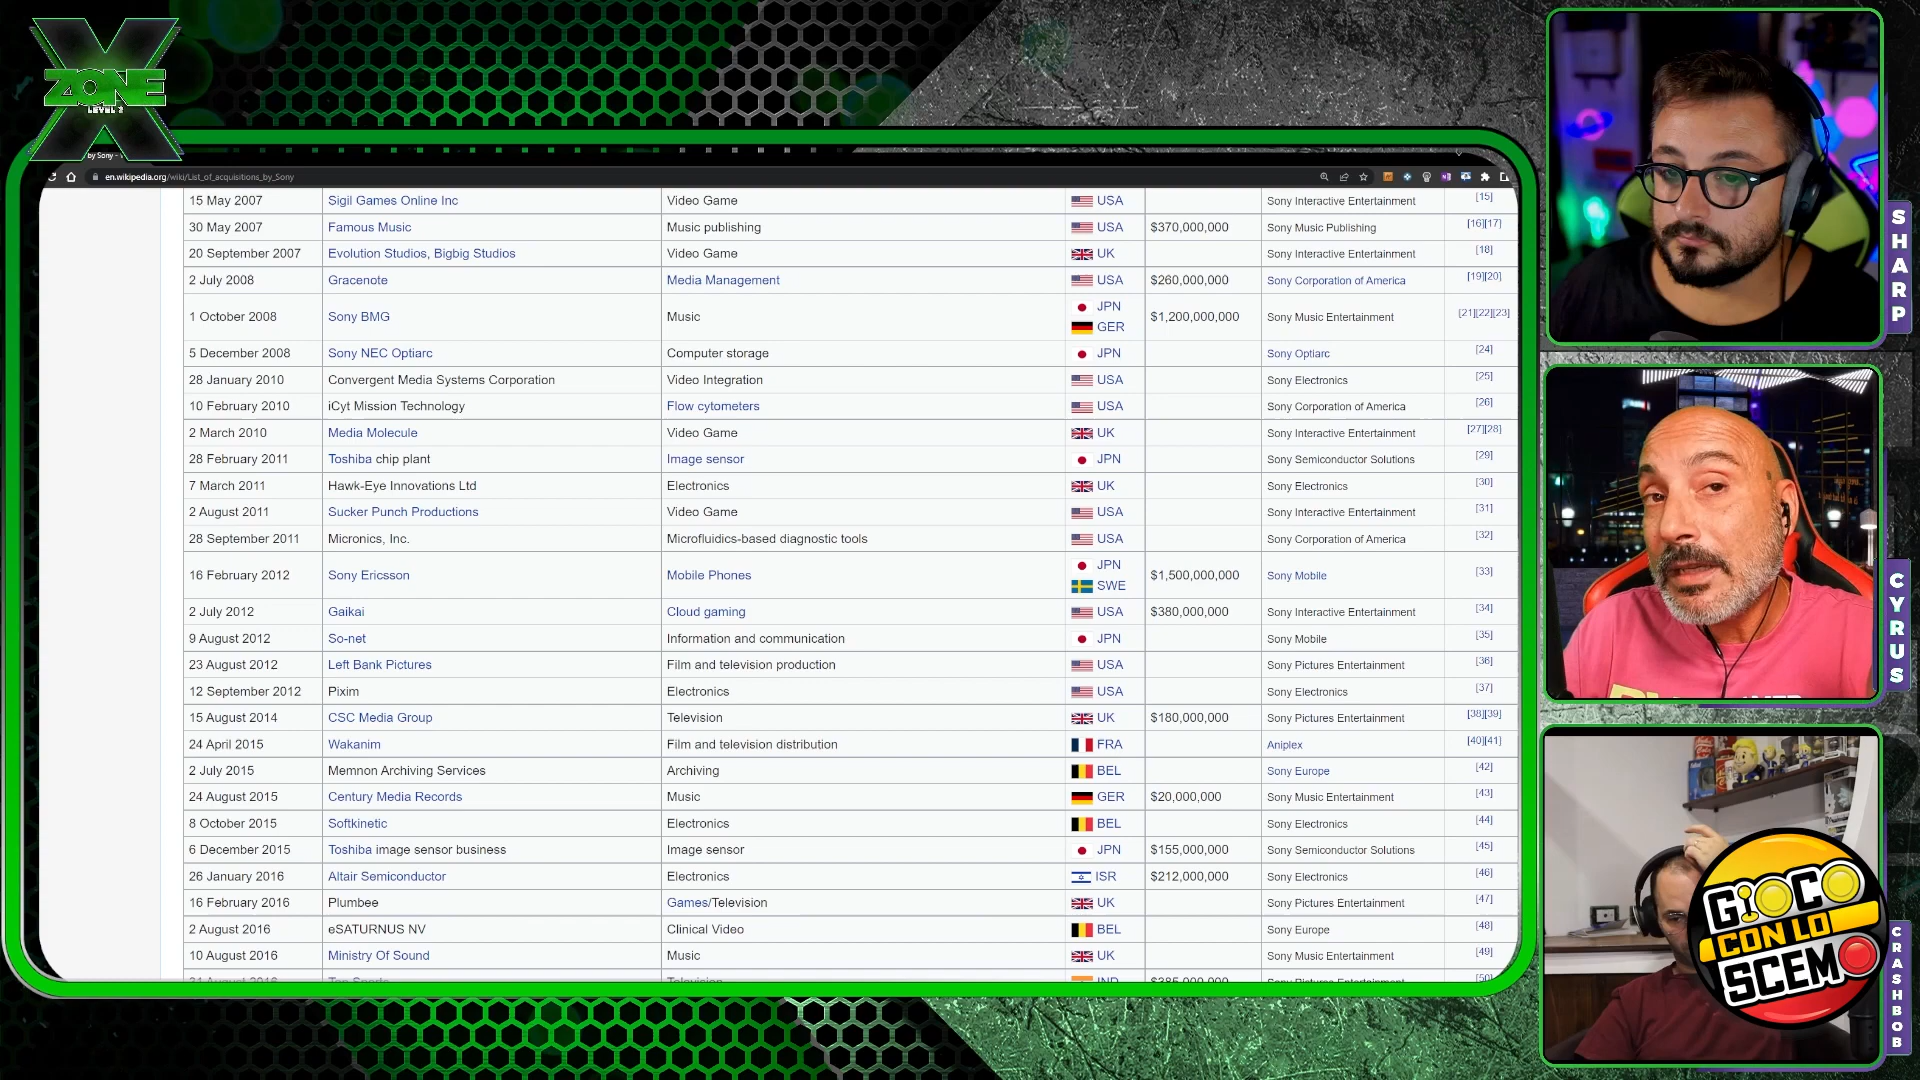 ZONE
LEVEL 2
by Sony -
en.wikipedia.org/wiki/List_of_acquisitions_by_Sony
15 May 2007 Sigil Games Online Inc Video Game USA Sony Interactive Entertainment [15]
30 May 2007 Famous Music Music publishing USA $370,000,000 Sony Music Publishing [16][17]
20 September 2007 Evolution Studios, Bigbig Studios Video Game UK Sony Interactive Entertainment [18]
2 July 2008 Gracenote Media Management USA $260,000,000 Sony Corporation of America [19][20]
1 October 2008 Sony BMG Music JPN GER $1,200,000,000 Sony Music Entertainment [21][22][23]
5 December 2008 Sony NEC Optiarc Computer storage JPN Sony Optiarc [24]
28 January 2010 Convergent Media Systems Corporation Video Integration USA Sony Electronics [25]
10 February 2010 iCyt Mission Technology Flow cytometers USA Sony Corporation of America [26]
2 March 2010 Media Molecule Video Game UK Sony Interactive Entertainment [27][28]
28 February 2011 Toshiba chip plant Image sensor JPN Sony Semiconductor Solutions [29]
7 March 2011 Hawk-Eye Innovations Ltd Electronics UK Sony Electronics [30]
2 August 2011 Sucker Punch Productions Video Game USA Sony Interactive Entertainment [31]
28 September 2011 Micronics, Inc. Microfluidics-based diagnostic tools USA Sony Corporation of America [32]
16 February 2012 Sony Ericsson Mobile Phones JPN SWE $1,500,000,000 Sony Mobile [33]
2 July 2012 Gaikai Cloud gaming USA $380,000,000 Sony Interactive Entertainment [34]
9 August 2012 So-net Information and communication JPN Sony Mobile [35]
23 August 2012 Left Bank Pictures Film and television production USA Sony Pictures Entertainment [36]
12 September 2012 Pixim Electronics USA Sony Electronics [37]
15 August 2014 CSC Media Group Television UK $180,000,000 Sony Pictures Entertainment [38][39]
24 April 2015 Wakanim Film and television distribution FRA Aniplex [40][41]
2 July 2015 Memnon Archiving Services Archiving BEL Sony Europe [42]
24 August 2015 Century Media Records Music GER $20,000,000 Sony Music Entertainment [43]
8 October 2015 Softkinetic Electronics BEL Sony Electronics [44]
6 December 2015 Toshiba image sensor business Image sensor JPN $155,000,000 Sony Semiconductor Solutions [45]
26 January 2016 Altair Semiconductor Electronics ISR $212,000,000 Sony Electronics [46]
16 February 2016 Plumbee Games/Television UK Sony Pictures Entertainment [47]
2 August 2016 eSATURNUS NV Clinical Video BEL Sony Europe [48]
10 August 2016 Ministry Of Sound Music UK Sony Music Entertainment [49]
31 August 2016 Ten Sports Television IND $385,000,000 Sony Pictures Entertainment [50]
SHARP
CYRUS
CRASHBOB
GIOCO
CON LO
SCEMO